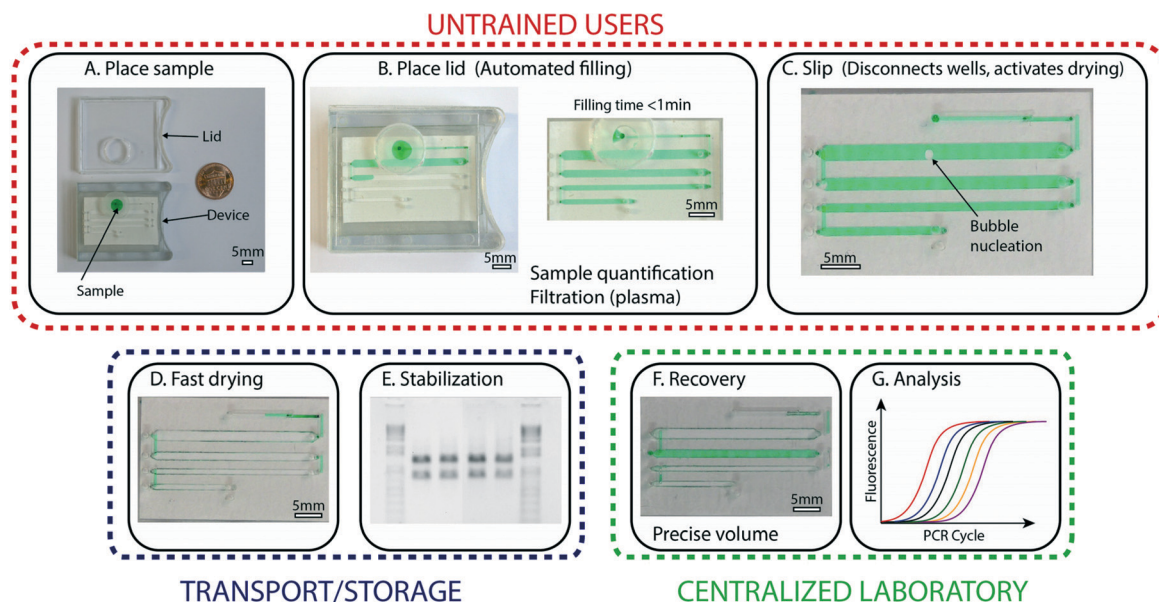 UNTRAINED USERS
A. Place sample
Lid
Device
5mm
Sample
B. Place lid (Automated filling)
Filling time <1min
5mm
5mm
Sample quantification
Filtration (plasma)
C. Slip (Disconnects wells, activates drying)
Bubble
nucleation
5mm
D. Fast drying
5mm
E. Stabilization
F. Recovery
5mm
Precise volume
G. Analysis
Fluorescence
PCR Cycle
TRANSPORT/STORAGE
CENTRALIZED LABORATORY